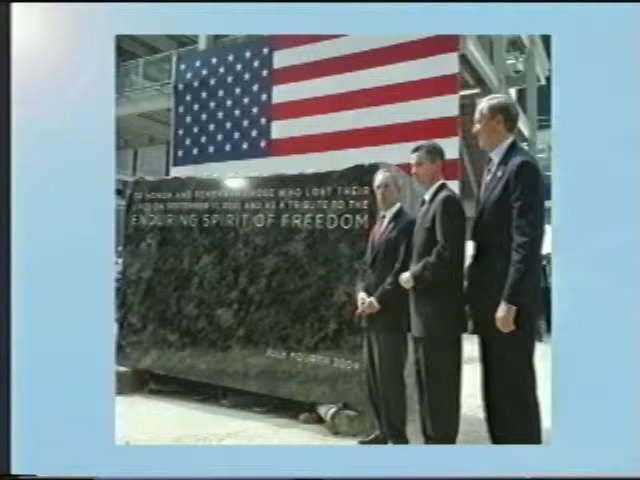 TO HONOR AND REMEMBER THOSE WHO LOST THEIR
LIVES ON SEPTEMBER 11, 2001 AND AS A TRIBUTE TO THE
ENDURING SPIRIT OF FREEDOM
JULY FOURTH 2004